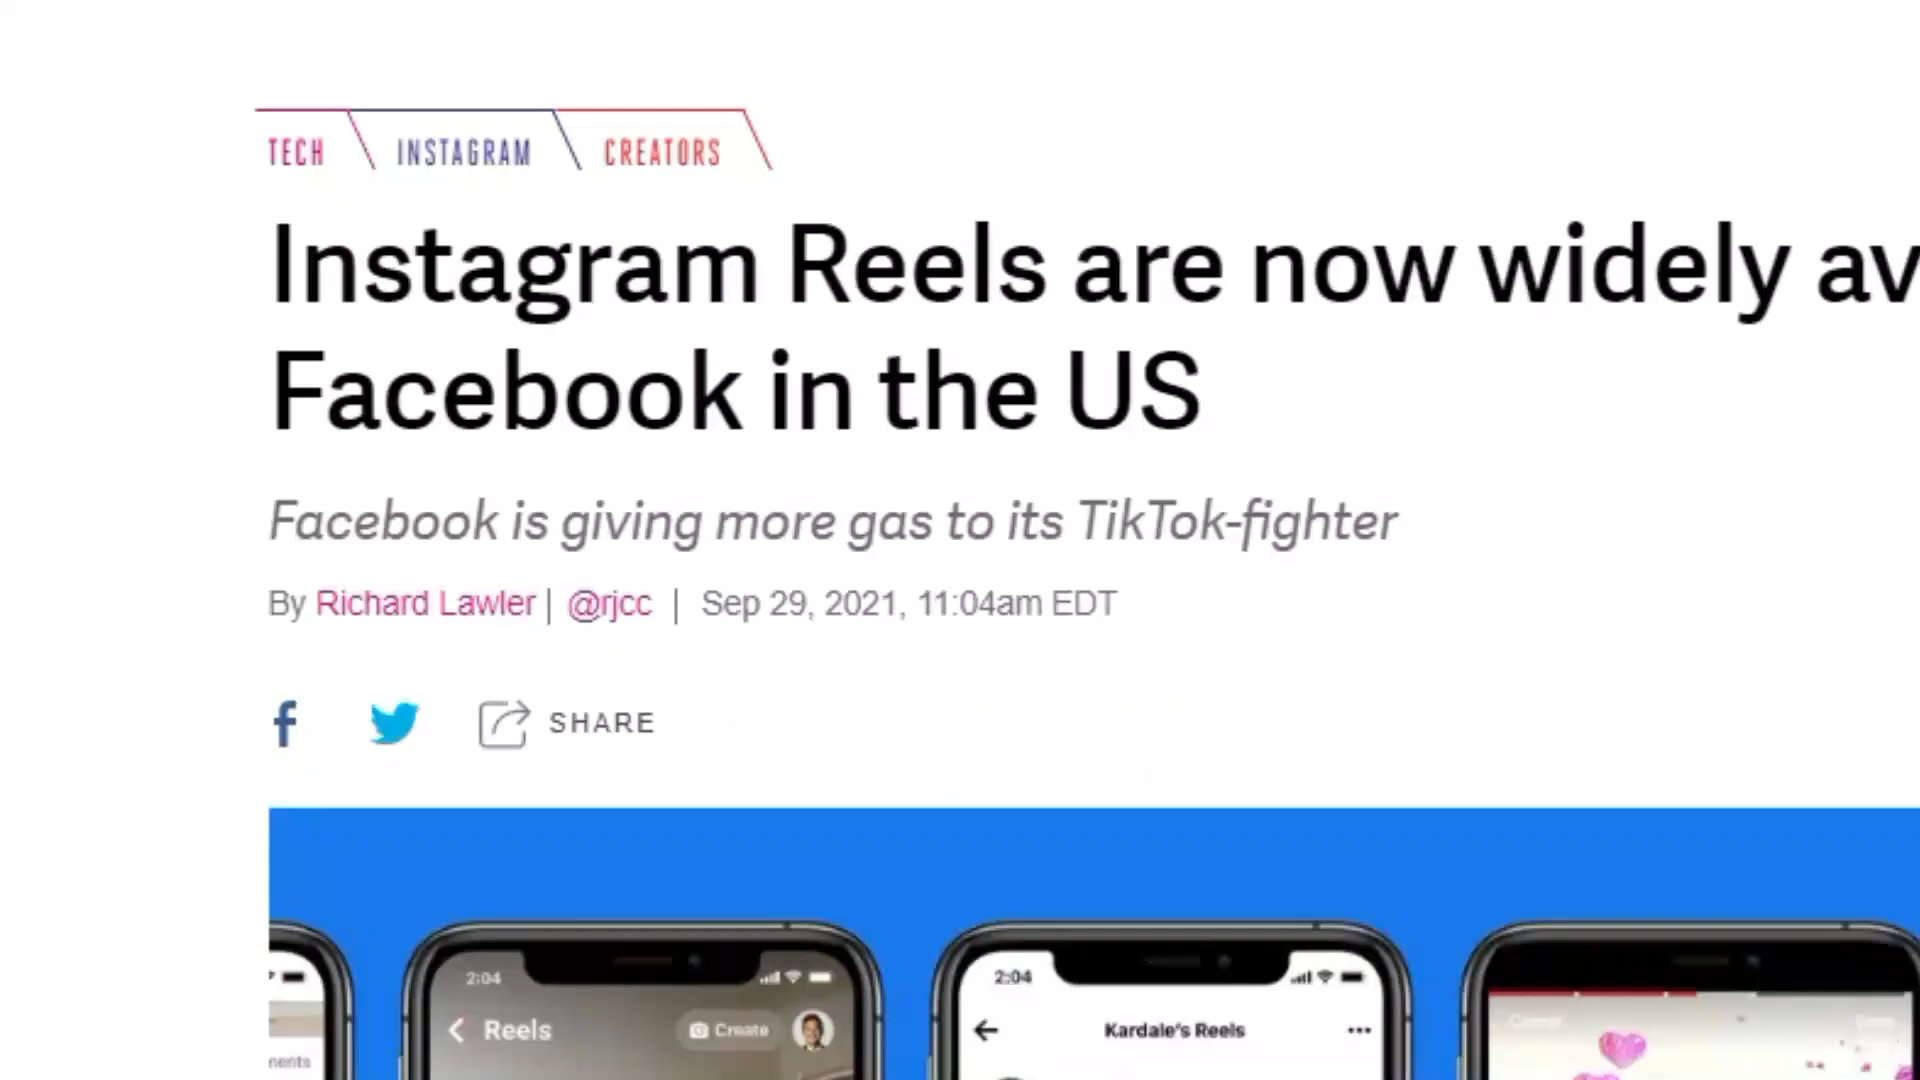 TECH INSTAGRAM CREATORS
Instagram Reels are now widely av
Facebook in the US
Facebook is giving more gas to its TikTok-fighter
By Richard Lawler | @rjcc | Sep 29, 2021, 11:04am EDT
SHARE
2:04 2:04
Reels Create Kardale's Reels
nents